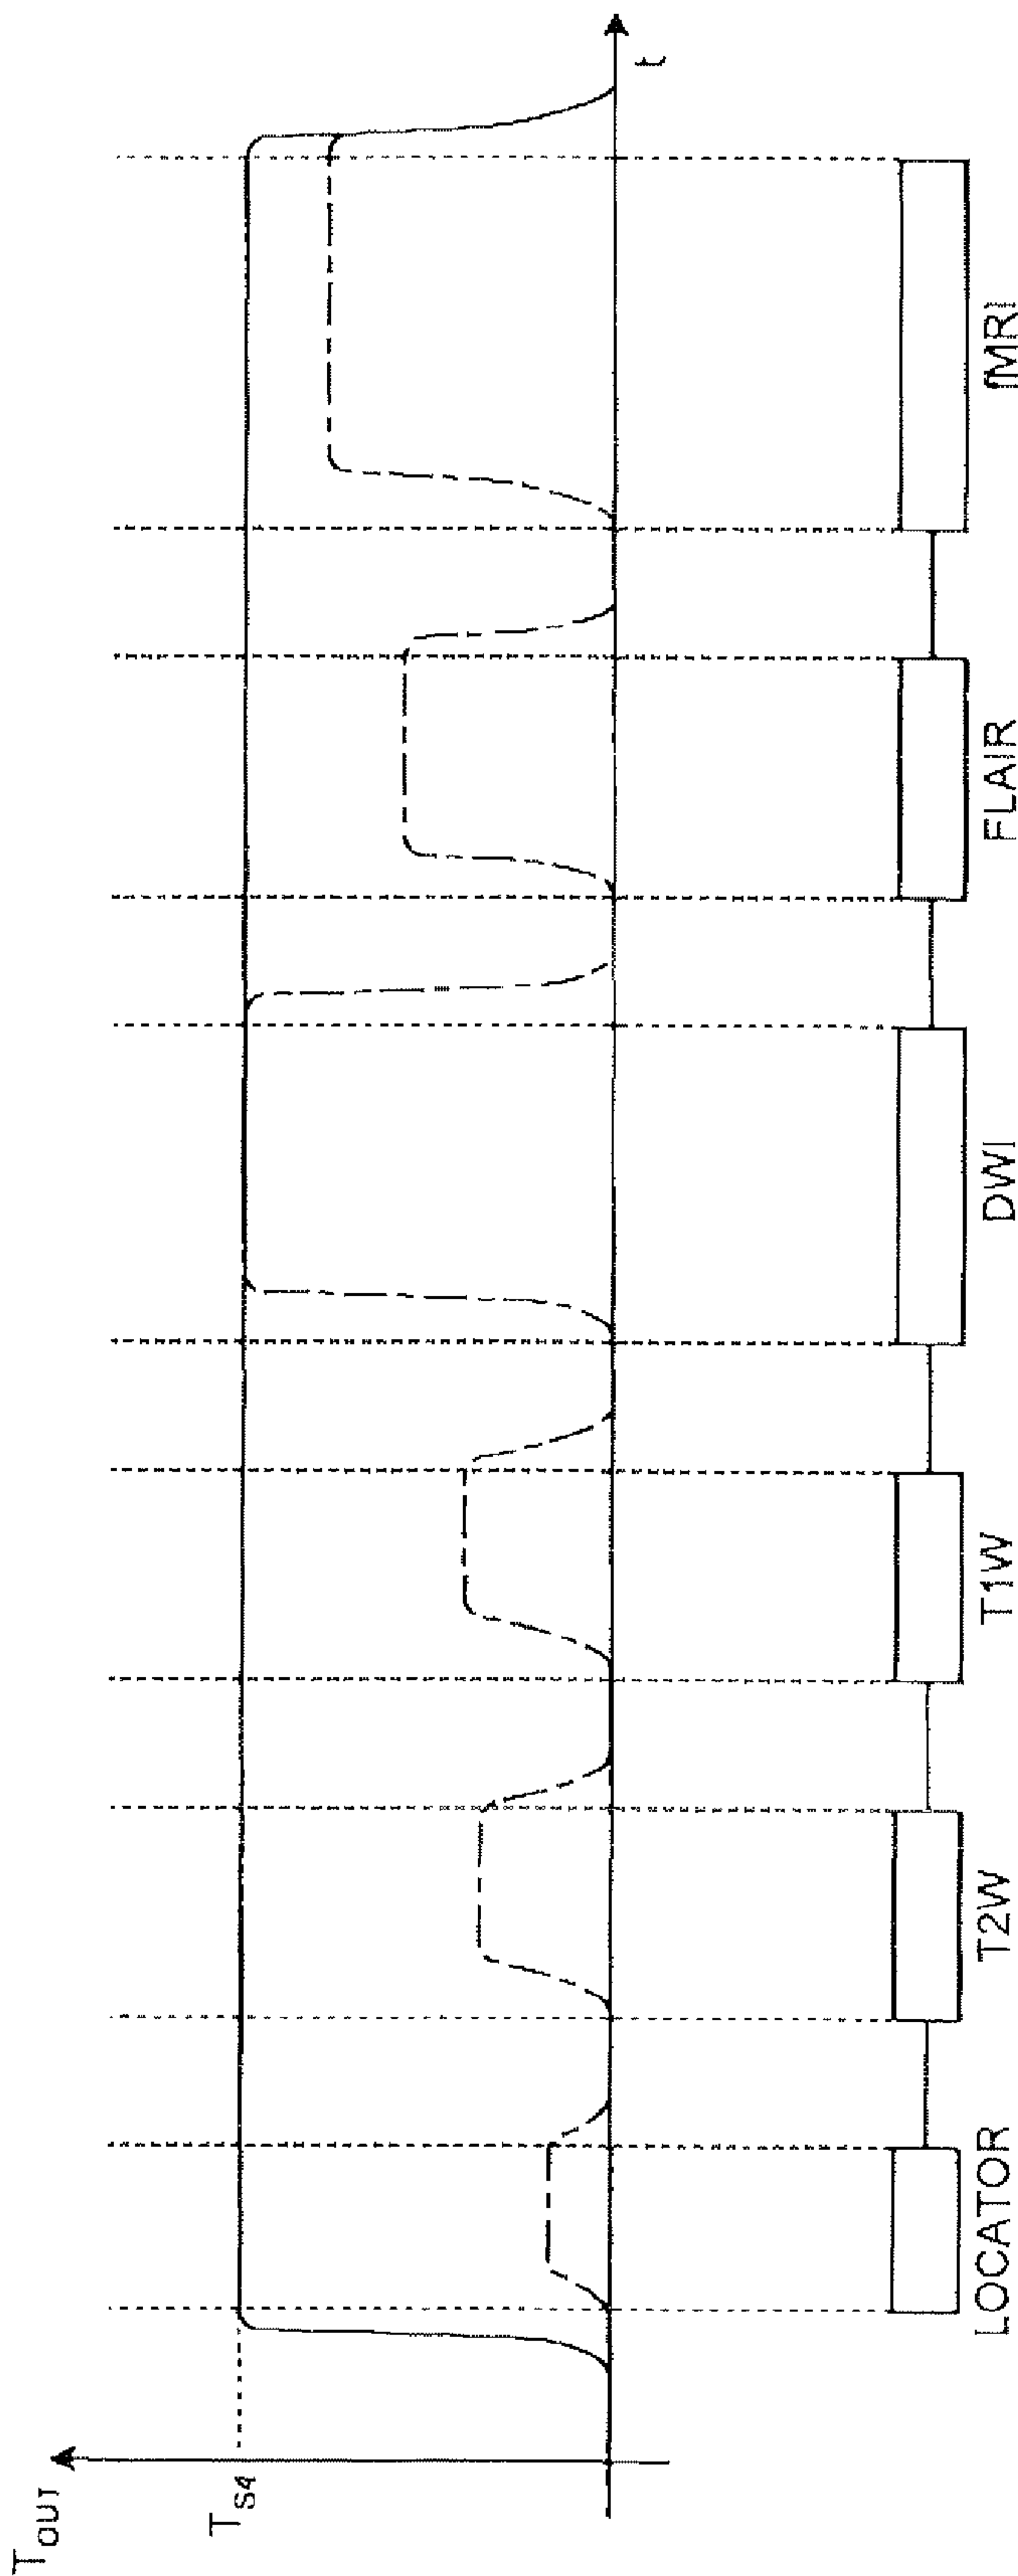 T_OUT
T_S4
t
LOCATOR
T2W
T1W
DWI
FLAIR
fMRI